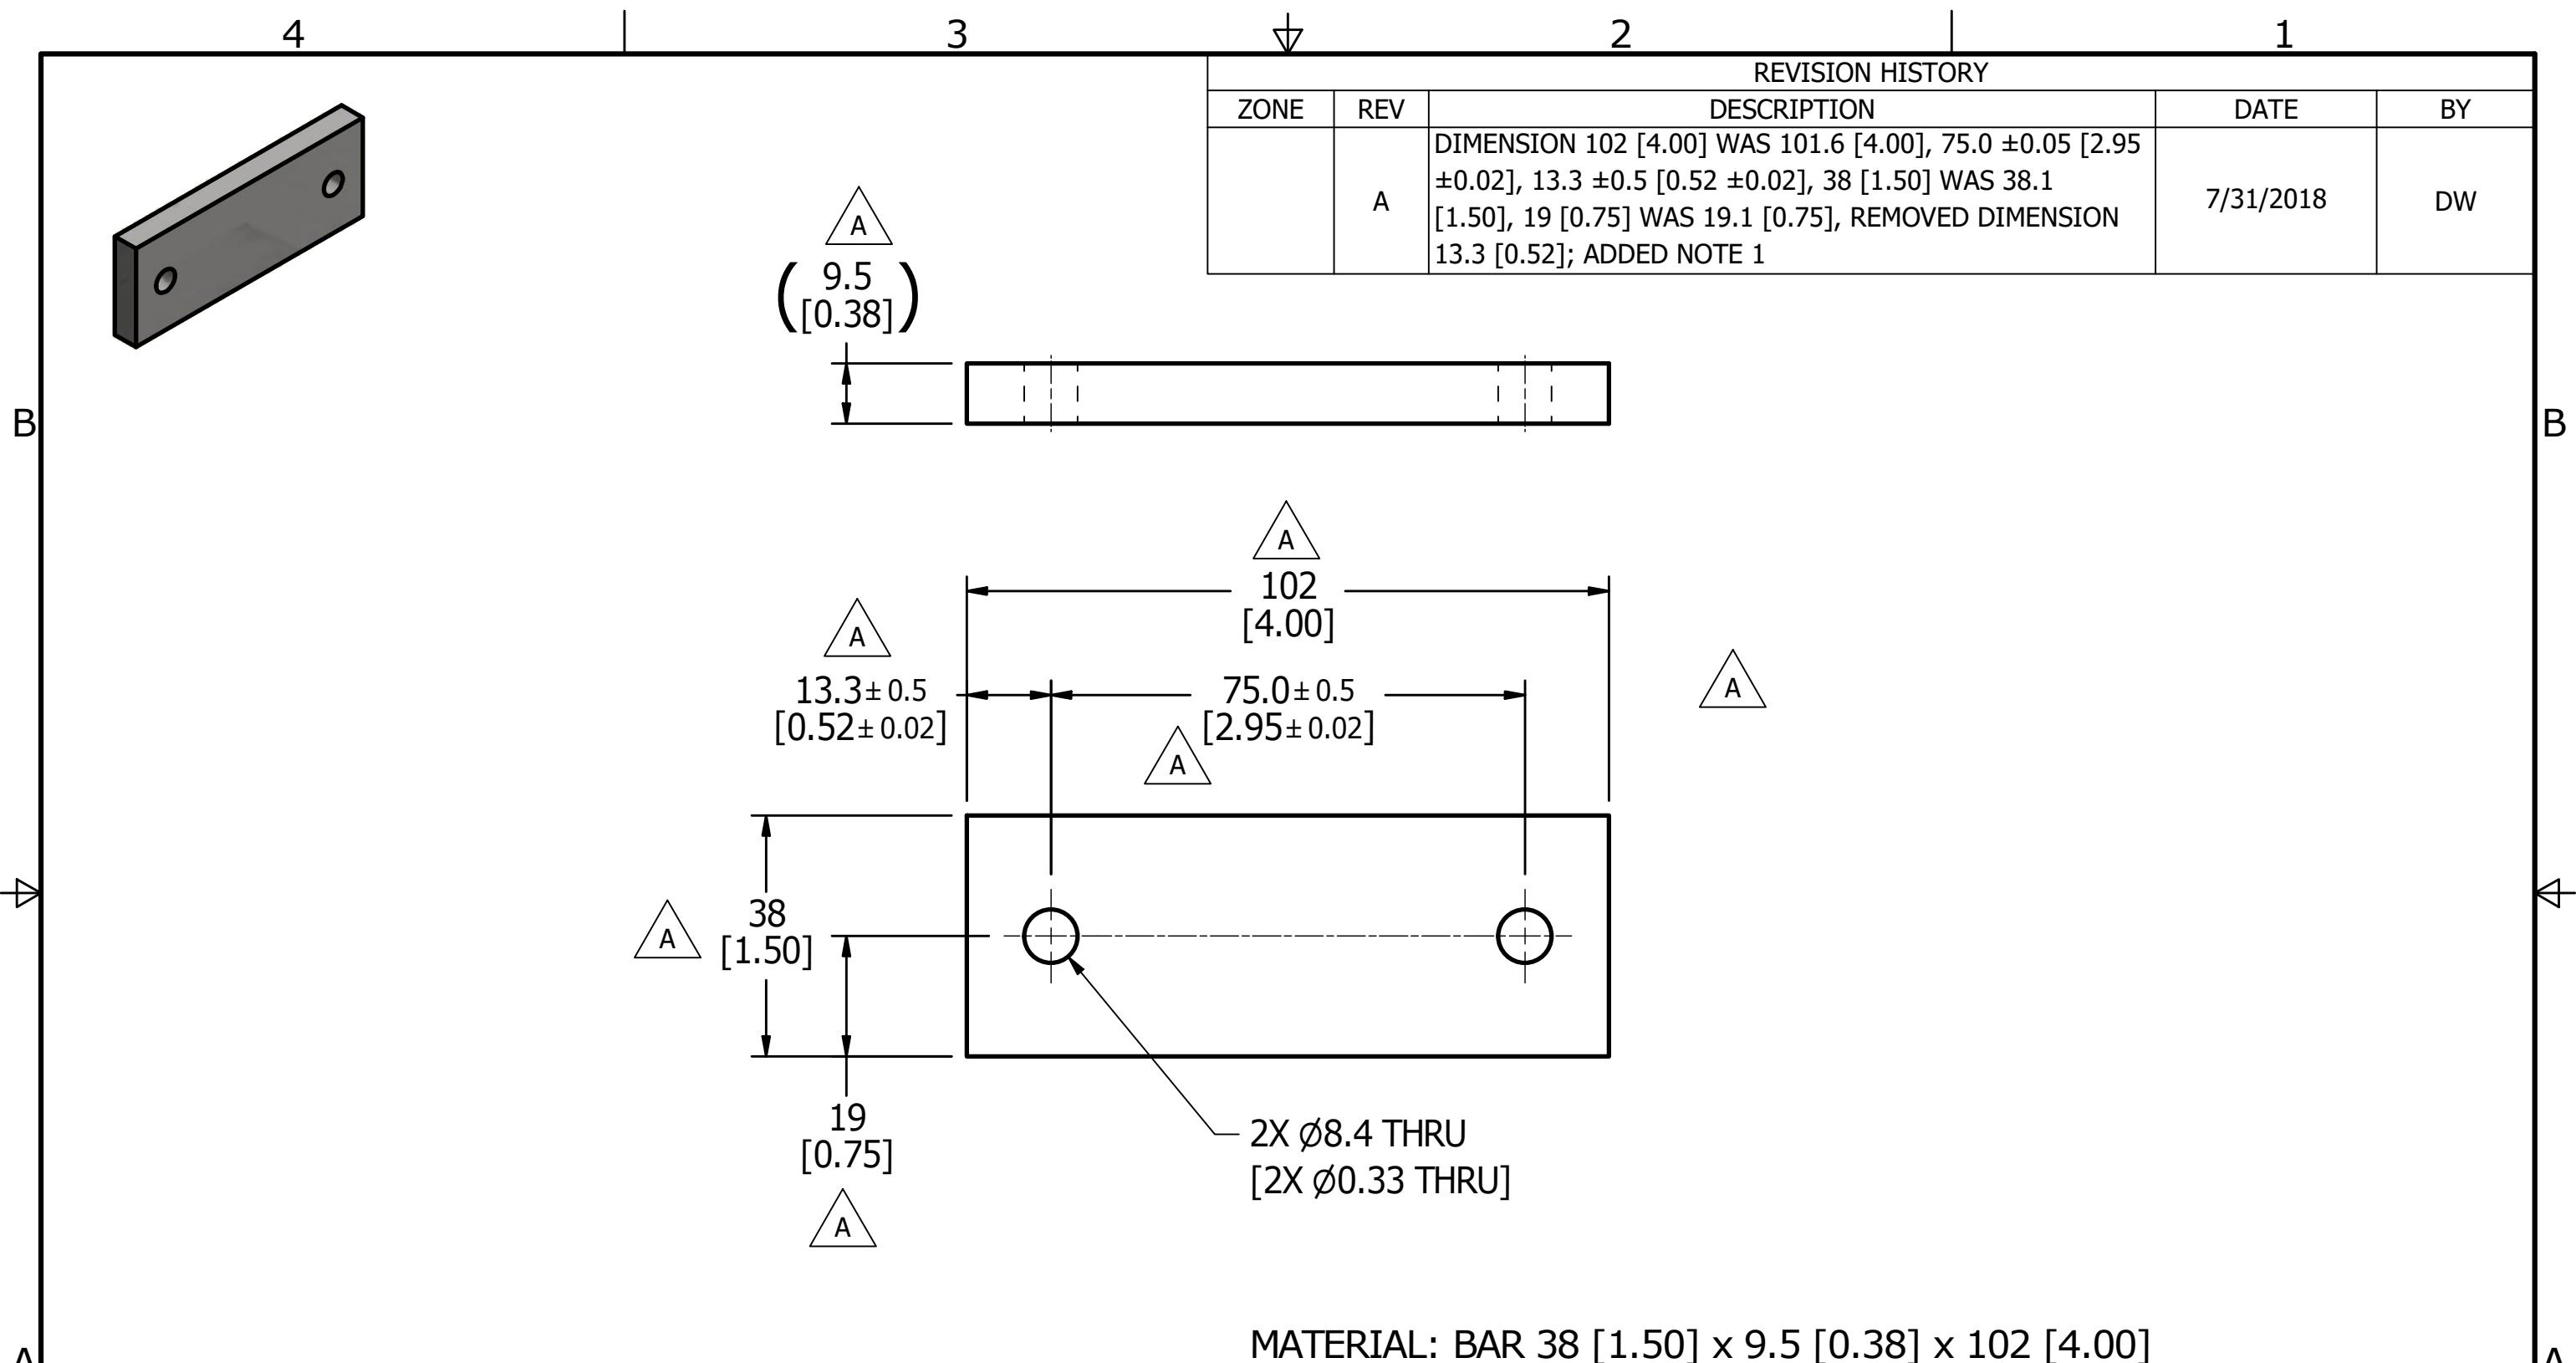 4 3 2 1
REVISION HISTORY
ZONE REV DESCRIPTION DATE BY
DIMENSION 102 [4.00] WAS 101.6 [4.00], 75.0 ±0.05 [2.95
±0.02], 13.3 ±0.5 [0.52 ±0.02], 38 [1.50] WAS 38.1
A 7/31/2018 DW
[1.50], 19 [0.75] WAS 19.1 [0.75], REMOVED DIMENSION
13.3 [0.52]; ADDED NOTE 1
A
(9.5
[0.38])
B B
A
102
[4.00]
A
13.3± 0.5
[0.52± 0.02]
75.0± 0.5
[2.95± 0.02]
A
A
38
[1.50]
A
19
[0.75]
A
2X ⌀8.4 THRU
[2X ⌀0.33 THRU]
MATERIAL: BAR 38 [1.50] x 9.5 [0.38] x 102 [4.00]
A A